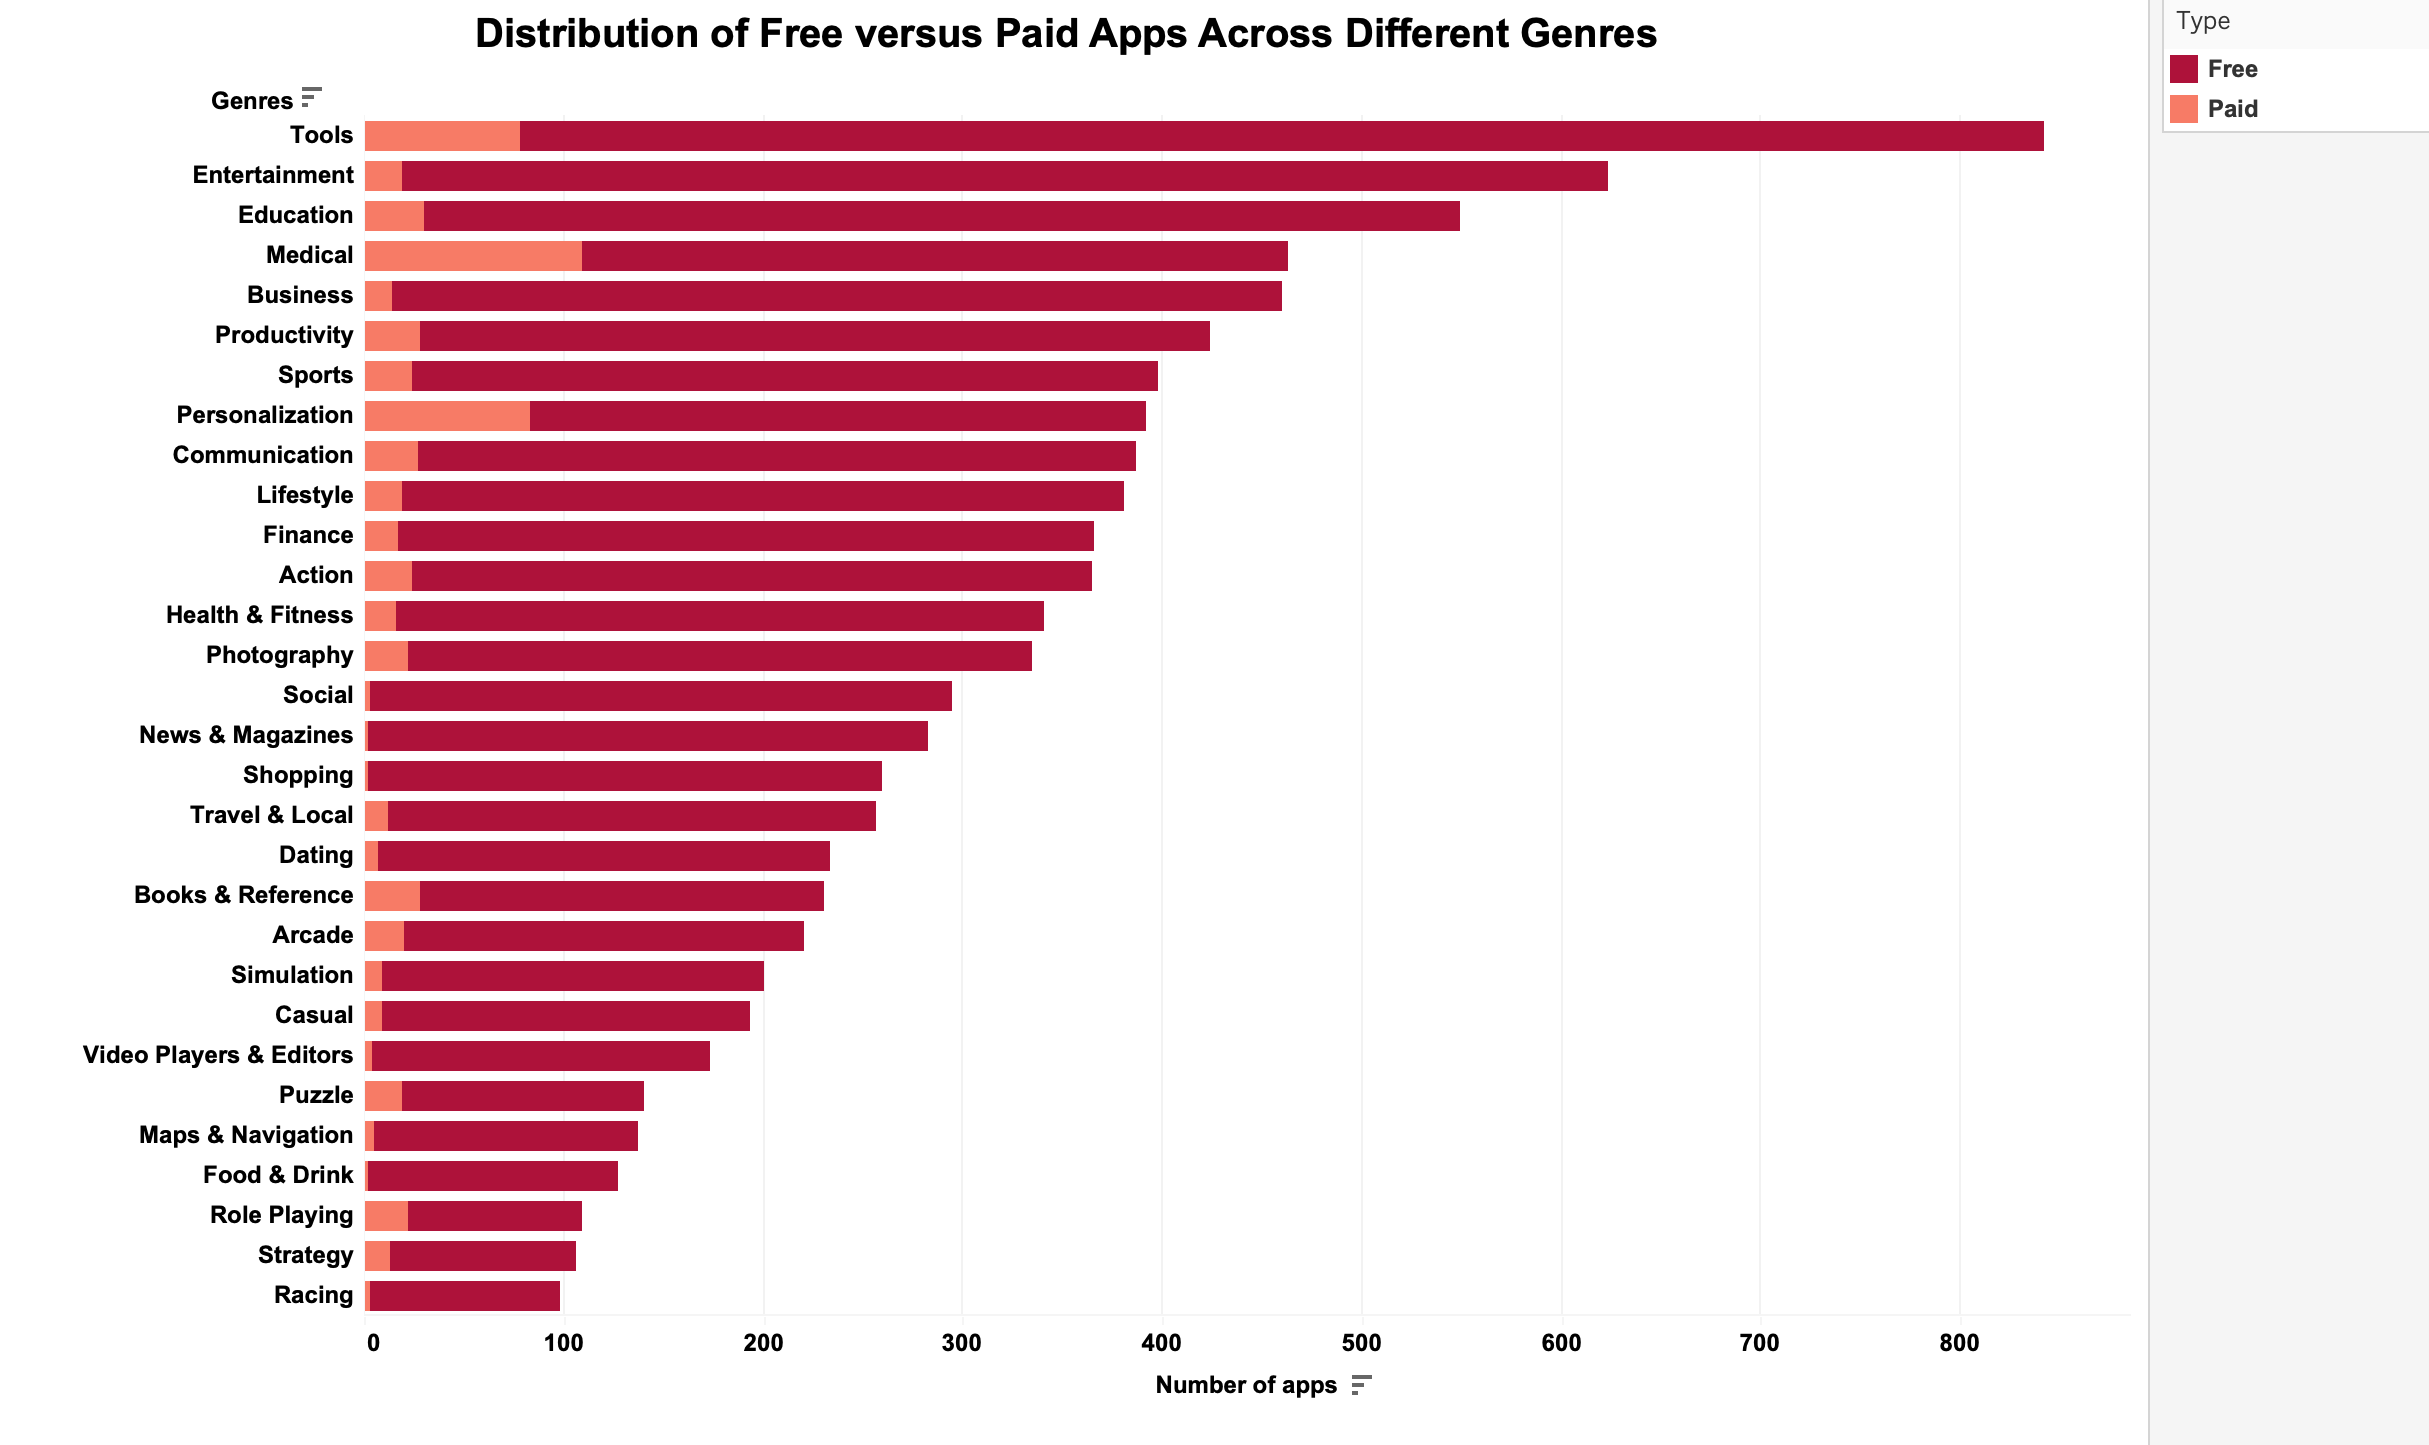 Distribution of Free versus Paid Apps Across Different Genres
Type
Free
Paid
Genres
Tools
Entertainment
Education
Medical
Business
Productivity
Sports
Personalization
Communication
Lifestyle
Finance
Action
Health & Fitness
Photography
Social
News & Magazines
Shopping
Travel & Local
Dating
Books & Reference
Arcade
Simulation
Casual
Video Players & Editors
Puzzle
Maps & Navigation
Food & Drink
Role Playing
Strategy
Racing
0 100 200 300 400 500 600 700 800
Number of apps